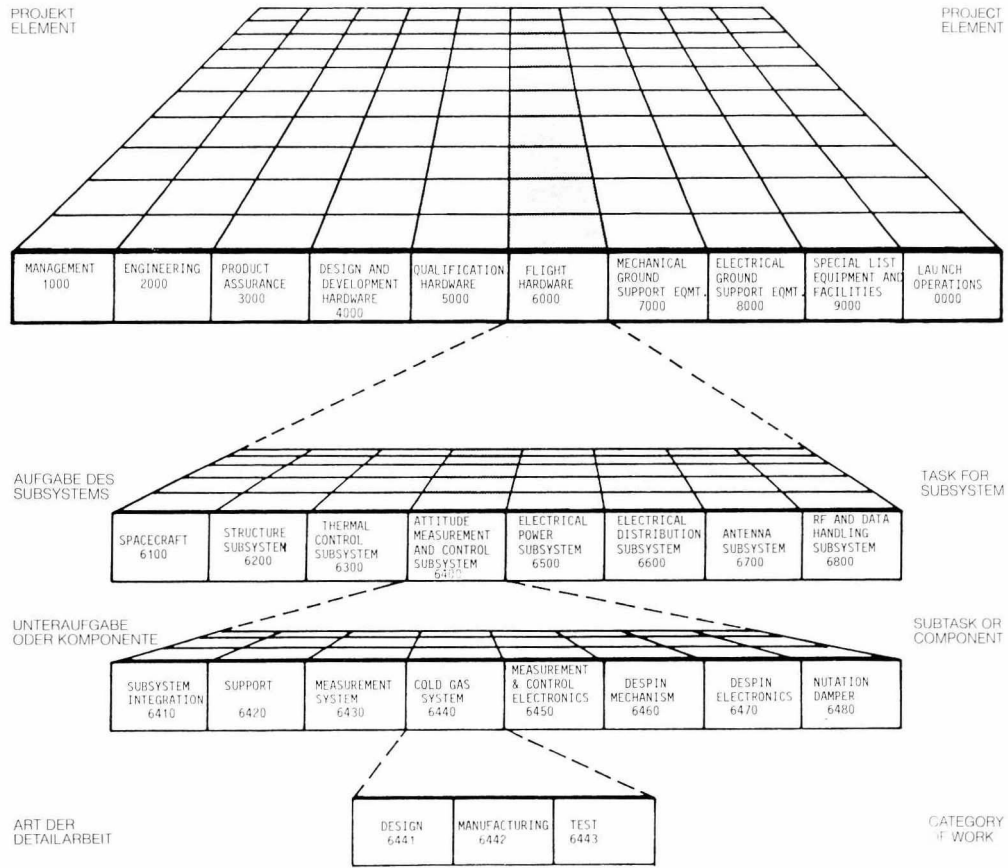 PROJEKT
ELEMENT
PROJECT
ELEMENT
MANAGEMENT
1000
ENGINEERING
2000
PRODUCT
ASSURANCE
3000
DESIGN AND
DEVELOPMENT
HARDWARE
4000
QUALIFICATION
HARDWARE
5000
FLIGHT
HARDWARE
6000
MECHANICAL
GROUND
SUPPORT EQMT.
7000
ELECTRICAL
GROUND
SUPPORT EQMT.
8000
SPECIAL LIST
EQUIPMENT AND
FACILITIES
9000
LAUNCH
OPERATIONS
0000
AUFGABE DES
SUBSYSTEMS
TASK FOR
SUBSYSTEM
SPACECRAFT
6100
STRUCTURE
SUBSYSTEM
6200
THERMAL
CONTROL
SUBSYSTEM
6300
ATTITUDE
MEASUREMENT
AND CONTROL
SUBSYSTEM
6400
ELECTRICAL
POWER
SUBSYSTEM
6500
ELECTRICAL
DISTRIBUTION
SUBSYSTEM
6600
ANTENNA
SUBSYSTEM
6700
RF AND DATA
HANDLING
SUBSYSTEM
6800
UNTERAUFGABE
ODER KOMPONENTE
SUBTASK OR
COMPONENT
SUBSYSTEM
INTEGRATION
6410
SUPPORT
6420
MEASUREMENT
SYSTEM
6430
COLD GAS
SYSTEM
6440
MEASUREMENT
& CONTROL
ELECTRONICS
6450
DESPIN
MECHANISM
6460
DESPIN
ELECTRONICS
6470
NUTATION
DAMPER
6480
ART DER
DETAILARBEIT
CATEGORY
OF WORK
DESIGN
6441
MANUFACTURING
6442
TEST
6443